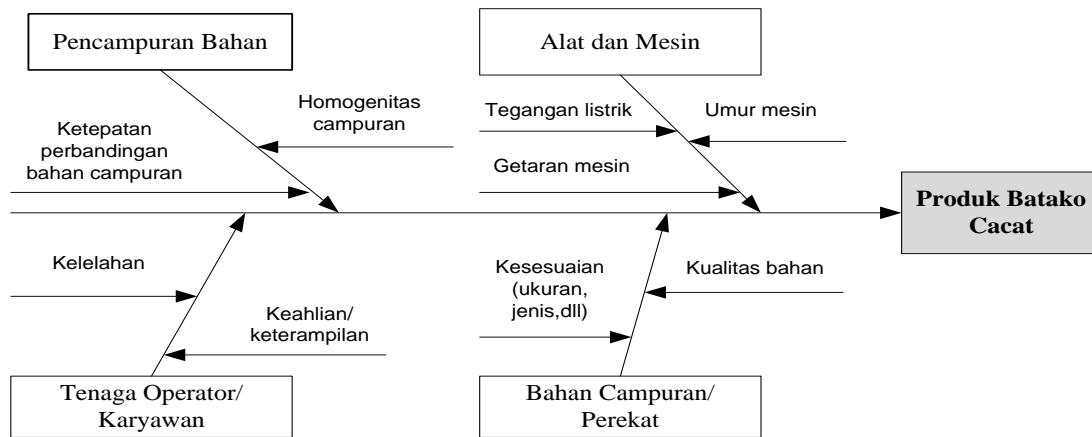 Pencampuran Bahan
Alat dan Mesin
Homogenitas
campuran
Ketepatan
perbandingan
bahan campuran
Tegangan listrik
Umur mesin
Getaran mesin
Produk Batako
Cacat
Kelelahan
Keahlian/
keterampilan
Kesesuaian
(ukuran,
jenis,dll)
Kualitas bahan
Tenaga Operator/
Karyawan
Bahan Campuran/
Perekat